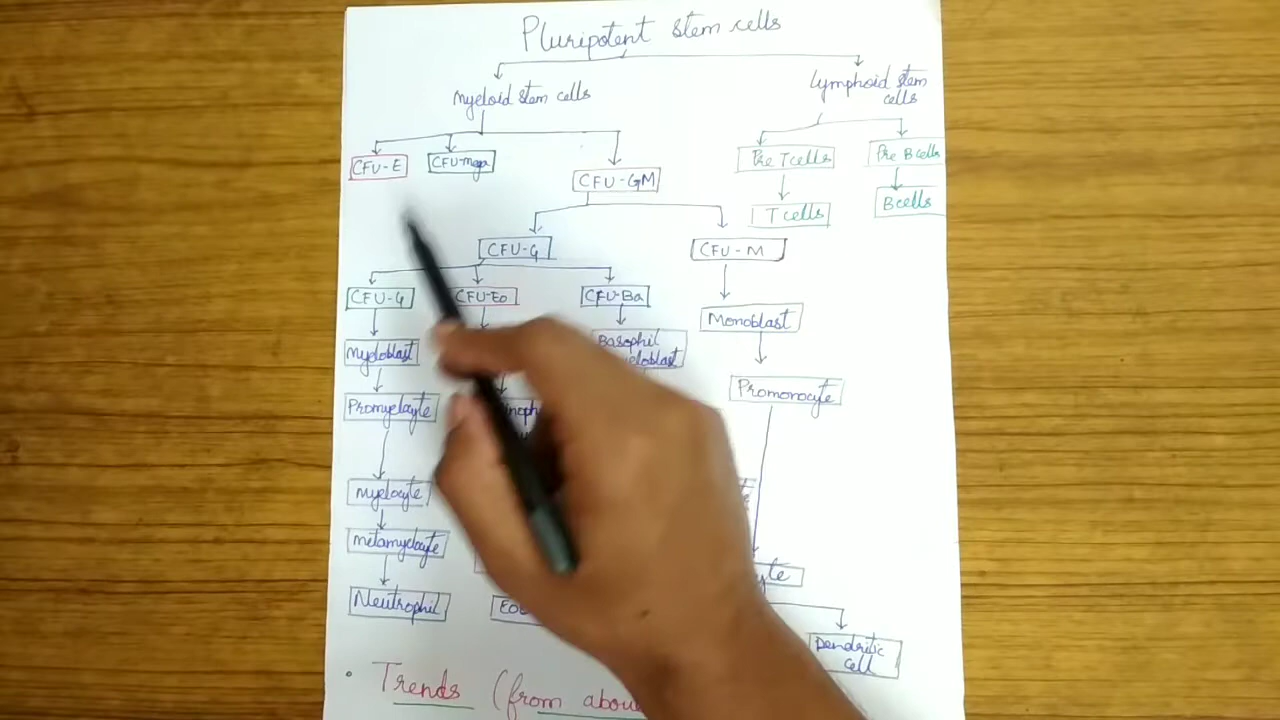 Pluripotent stem cells
Myeloid stem cells
Lymphoid stem
cells
CFU-E
CFU-Mega
CFU-GM
Pre T cells
Pre B cells
T cells
B cells
CFU-G
CFU-M
CFU-G
CFU-Eo
CFU-Ba
Monoblast
Myeloblast
Basophil
Promyelocyte
Promonocyte
Myelocyte
Metamyelocyte
Neutrophil
Dendritic
cell
• Trends (from